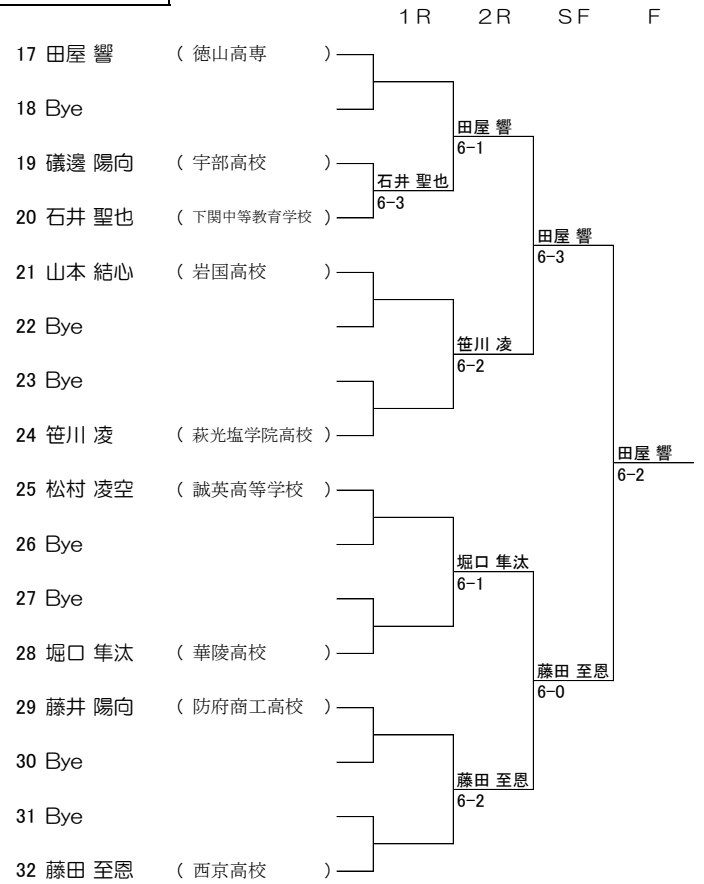 １Ｒ ２Ｒ ＳＦ Ｆ
17 田屋 響 （ 徳山高専 ）
18 Bye
田屋 響
6-1
19 礒邊 陽向 （ 宇部高校 ）
石井 聖也
6-3
20 石井 聖也 （ 下関中等教育学校 ）
田屋 響
6-3
21 山本 結心 （ 岩国高校 ）
22 Bye
笹川 凌
6-2
23 Bye
24 笹川 凌 （ 萩光塩学院高校 ）
田屋 響
6-2
25 松村 凌空 （ 誠英高等学校 ）
26 Bye
堀口 隼汰
6-1
27 Bye
28 堀口 隼汰 （ 華陵高校 ）
藤田 至恩
6-0
29 藤井 陽向 （ 防府商工高校 ）
30 Bye
藤田 至恩
6-2
31 Bye
32 藤田 至恩 （ 西京高校 ）